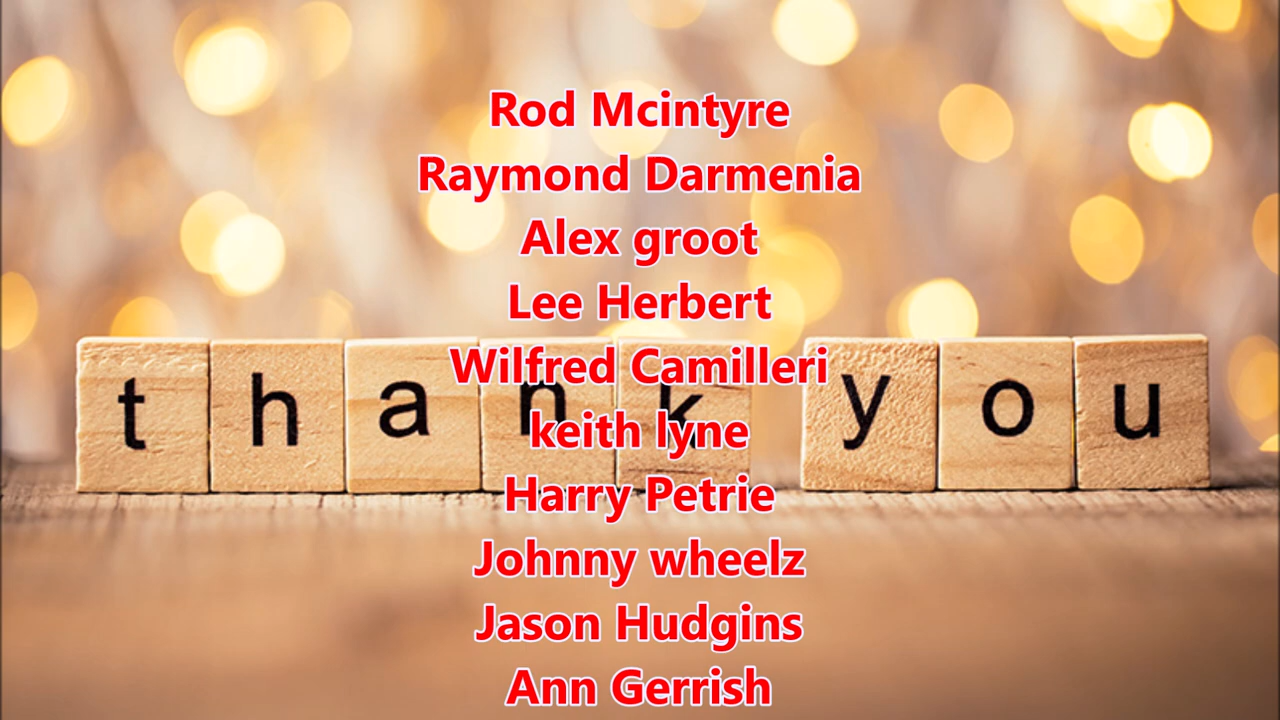 Rod Mcintyre
Raymond Darmenia
Alex groot
Lee Herbert
Wilfred Camilleri
thank you
keith lyne
Harry Petrie
Johnny wheelz
Jason Hudgins
Ann Gerrish